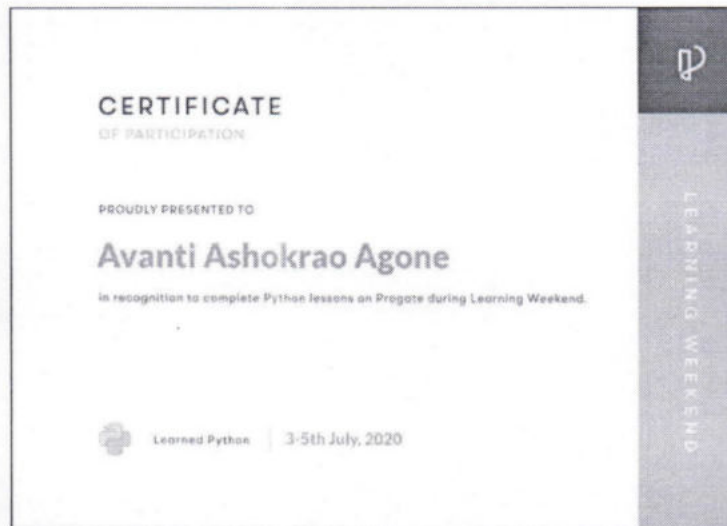 CERTIFICATE
OF PARTICIPATION
PROUDLY PRESENTED TO
Avanti Ashokrao Agone
in recognition to complete Python lessons on Progate during Learning Weekend.
Learned Python
3-5th July, 2020
LEARNING WEEKEND